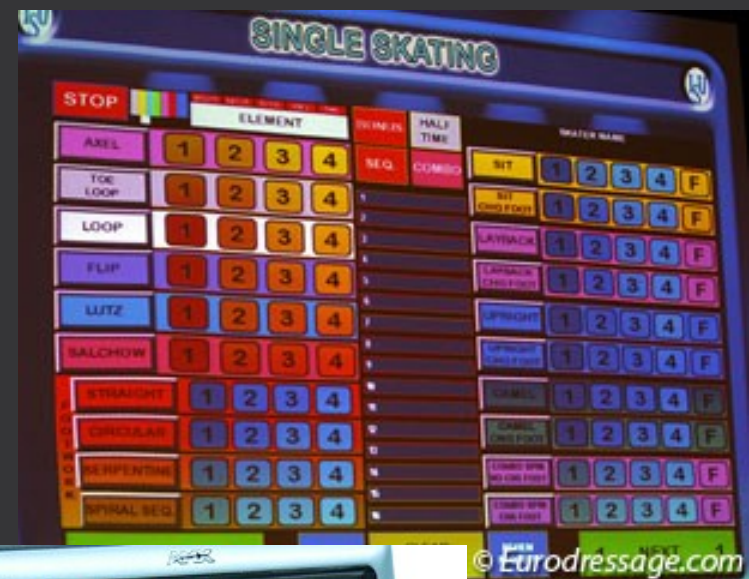 ISU
SINGLE SKATING
ISU
STOP
ELEMENT
BONUS
HALF TIME
SKATER NAME
SEQ.
COMBO
AXEL 1 2 3 4
TOE LOOP 1 2 3 4
LOOP 1 2 3 4
FLIP 1 2 3 4
LUTZ 1 2 3 4
SALCHOW 1 2 3 4
FOOTWORK
STRAIGHT 1 2 3 4
CIRCULAR 1 2 3 4
SERPENTINE 1 2 3 4
SPIRAL SEQ. 1 2 3 4
SIT 1 2 3 4 F
SIT CHG FOOT 1 2 3 4 F
LAYBACK 1 2 3 4 F
LAYBACK CHG FOOT 1 2 3 4 F
UPRIGHT 1 2 3 4 F
UPRIGHT CHG FOOT 1 2 3 4 F
CAMEL 1 2 3 4 F
CAMEL CHG FOOT 1 2 3 4 F
COMBO SPIN NO CHG FOOT 1 2 3 4 F
COMBO SPIN CHG FOOT 1 2 3 4 F
NEXT
© Eurodressage.com